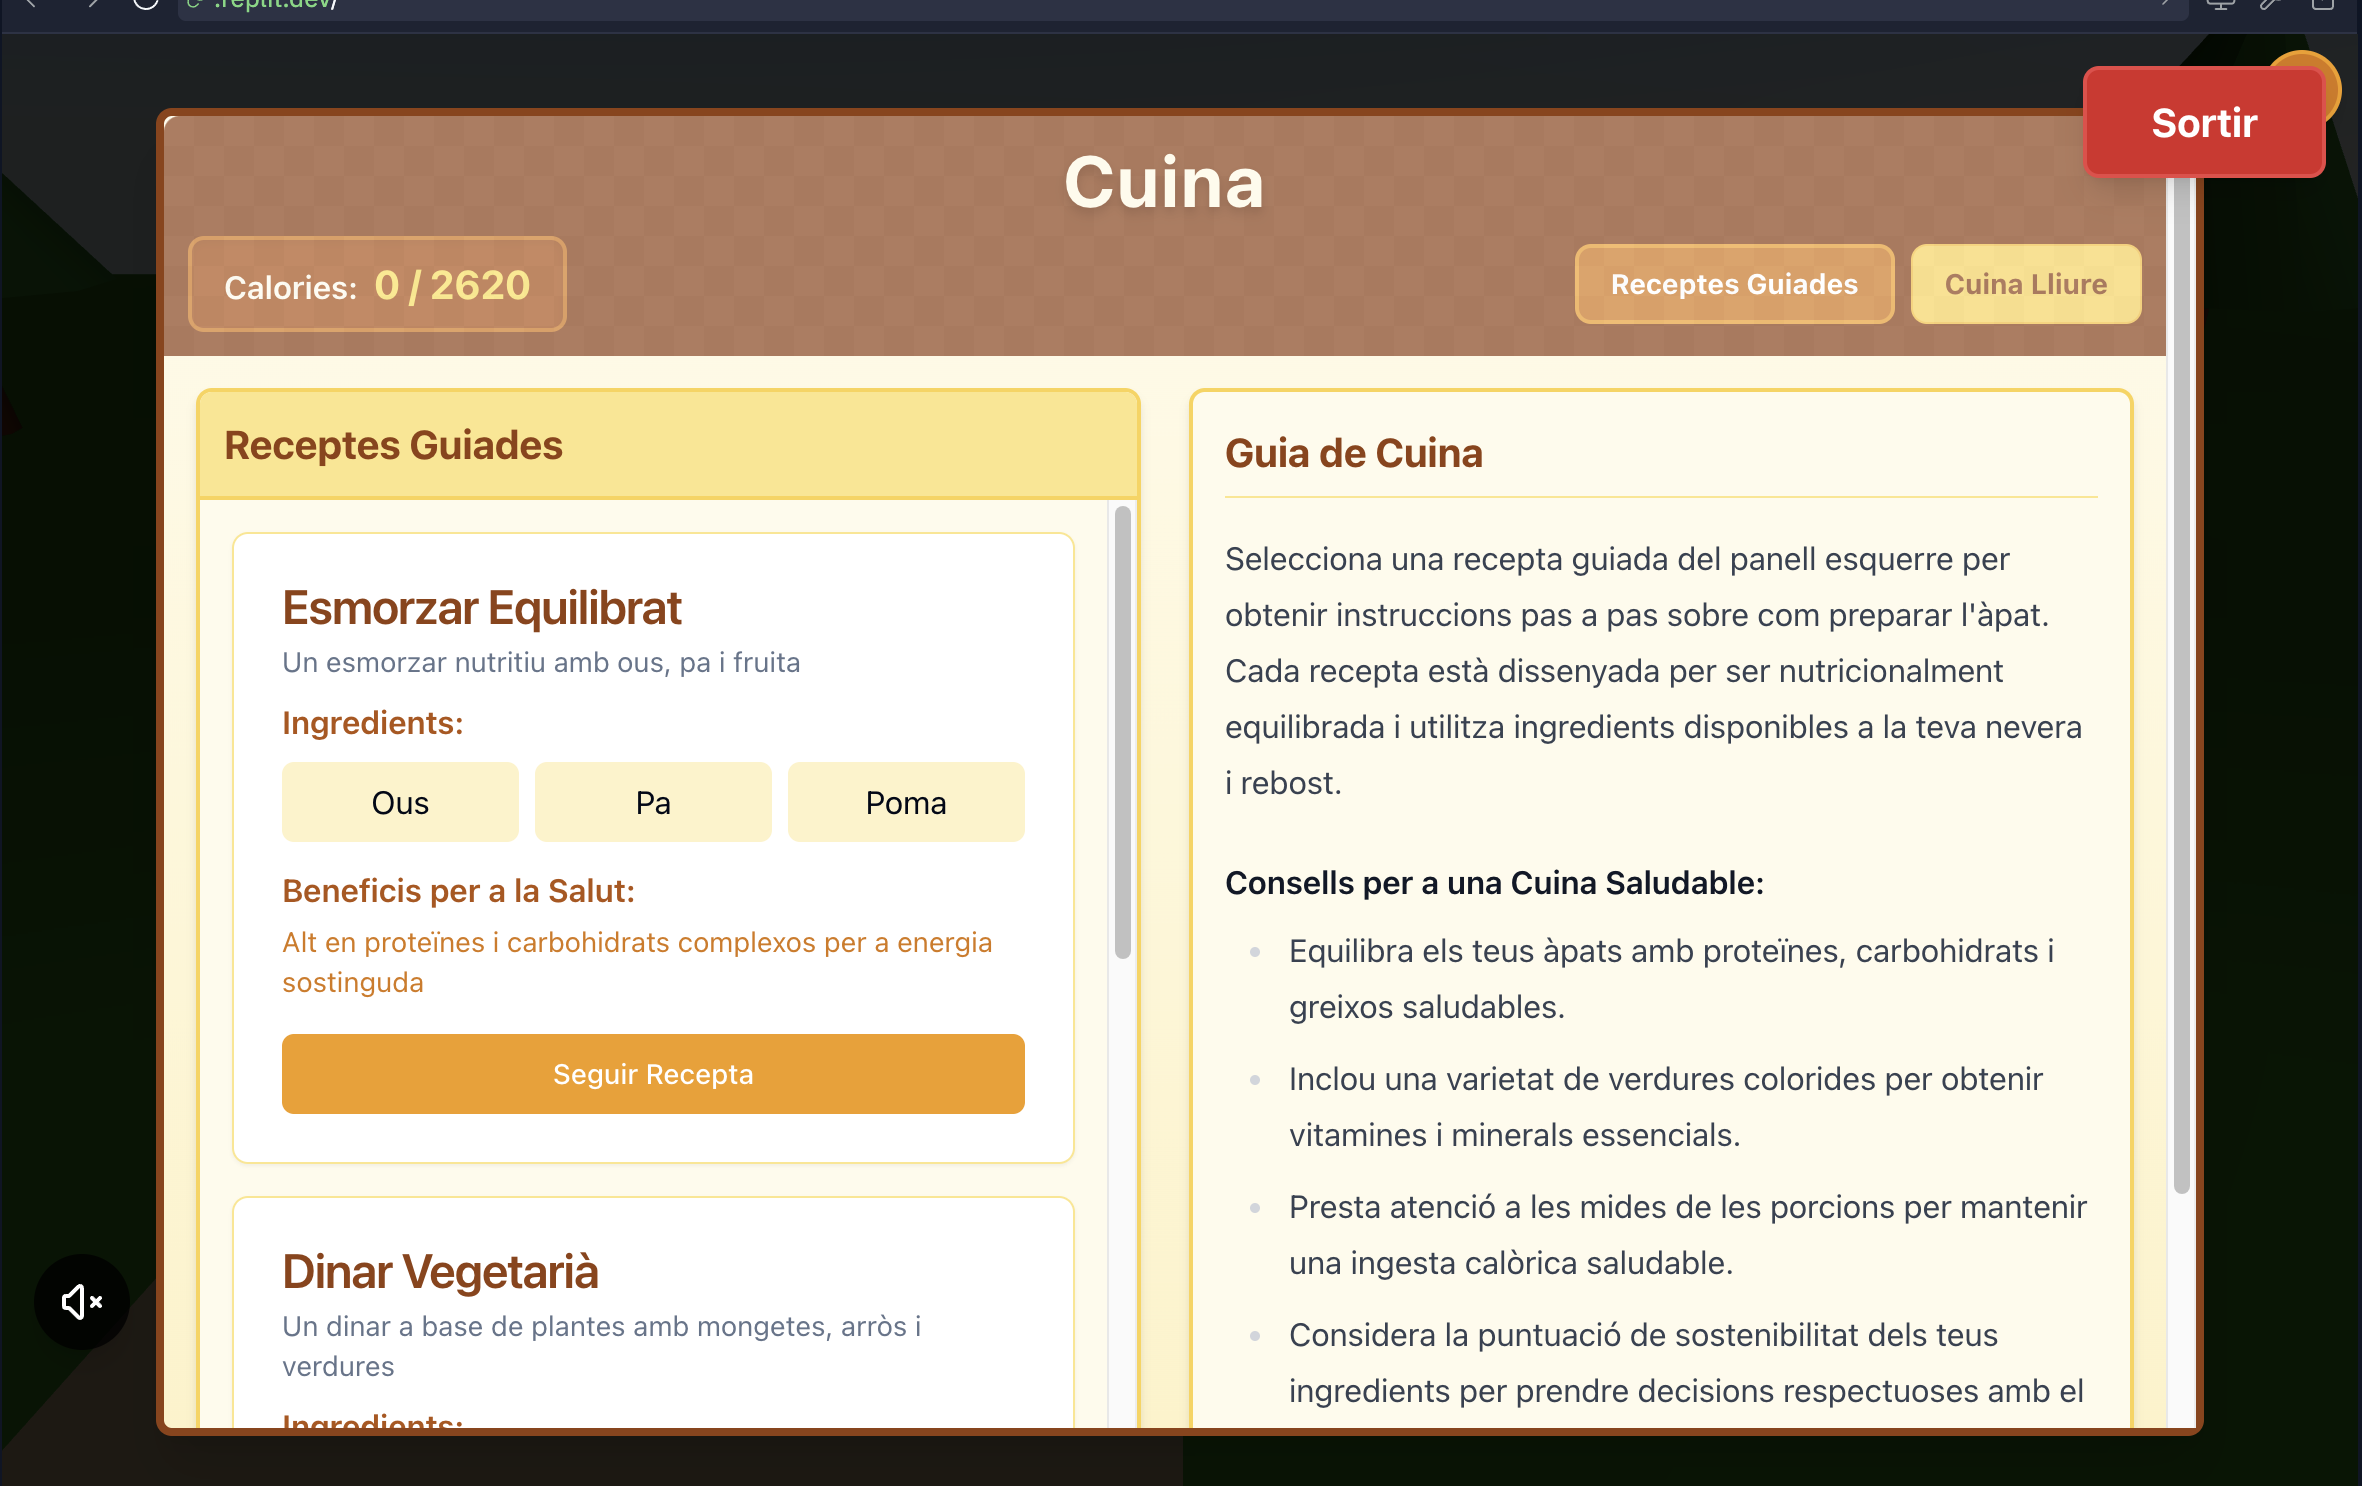 .replit.dev/
Sortir
Cuina
Calories: 0 / 2620
Receptes Guiades
Cuina Lliure
Receptes Guiades
Esmorzar Equilibrat
Un esmorzar nutritiu amb ous, pa i fruita
Ingredients:
Ous
Pa
Poma
Beneficis per a la Salut:
Alt en proteïnes i carbohidrats complexos per a energia
sostinguda
Seguir Recepta
Dinar Vegetarià
Un dinar a base de plantes amb mongetes, arròs i
verdures
Ingredients:
Guia de Cuina
Selecciona una recepta guiada del panell esquerre per
obtenir instruccions pas a pas sobre com preparar l'àpat.
Cada recepta està dissenyada per ser nutricionalment
equilibrada i utilitza ingredients disponibles a la teva nevera
i rebost.
Consells per a una Cuina Saludable:
Equilibra els teus àpats amb proteïnes, carbohidrats i
greixos saludables.
Inclou una varietat de verdures colorides per obtenir
vitamines i minerals essencials.
Presta atenció a les mides de les porcions per mantenir
una ingesta calòrica saludable.
Considera la puntuació de sostenibilitat dels teus
ingredients per prendre decisions respectuoses amb el